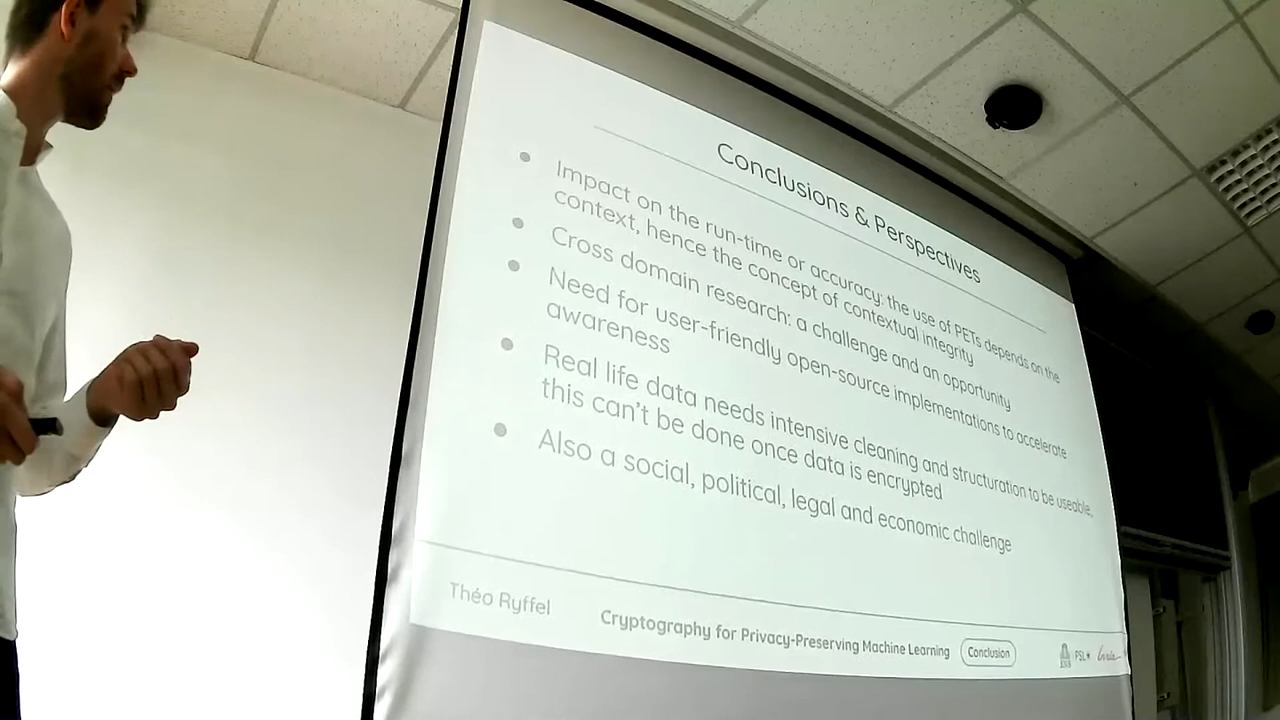 Conclusions & Perspectives
Impact on the run-time or accuracy: the use of PETs depends on the
context, hence the concept of contextual integrity
Cross domain research: a challenge and an opportunity
Need for user-friendly open-source implementations to accelerate
awareness
Real life data needs intensive cleaning and structuration to be useable,
this can't be done once data is encrypted
Also a social, political, legal and economic challenge
Théo Ryffel
Cryptography for Privacy-Preserving Machine Learning
Conclusion
PSL★
Inria